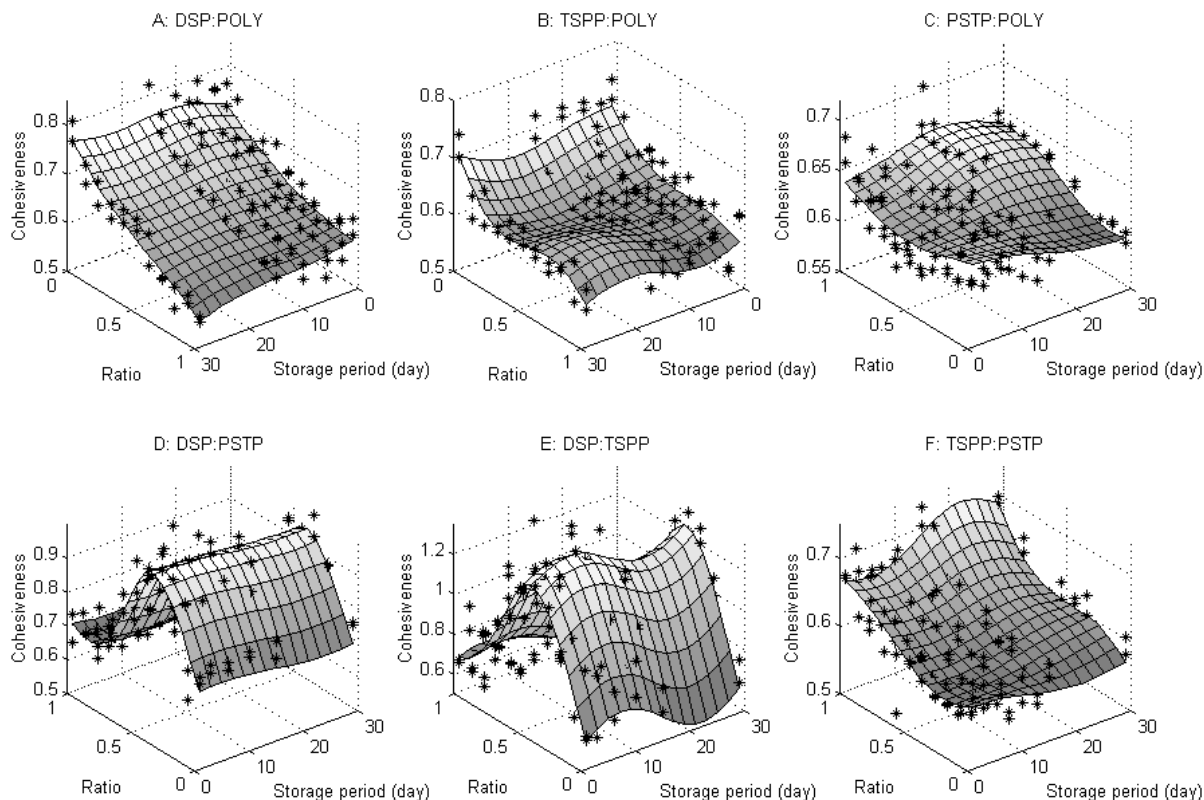 A: DSP:POLY
0.8
0.7
0.6
0.5
Cohesiveness
0
0.5
1
Ratio
30
20
10
0
Storage period (day)
B: TSPP:POLY
0.8
0.7
0.6
0.5
Cohesiveness
0
0.5
1
Ratio
30
20
10
0
Storage period (day)
C: PSTP:POLY
0.7
0.65
0.6
0.55
Cohesiveness
1
0.5
0
Ratio
0
10
20
30
Storage period (day)
D: DSP:PSTP
0.9
0.8
0.7
0.6
0.5
Cohesiveness
1
0.5
0
Ratio
0
10
20
30
Storage period (day)
E: DSP:TSPP
1.2
1
0.8
0.6
Cohesiveness
1
0.5
0
Ratio
0
10
20
30
Storage period (day)
F: TSPP:PSTP
0.7
0.6
0.5
Cohesiveness
1
0.5
0
Ratio
0
10
20
30
Storage period (day)